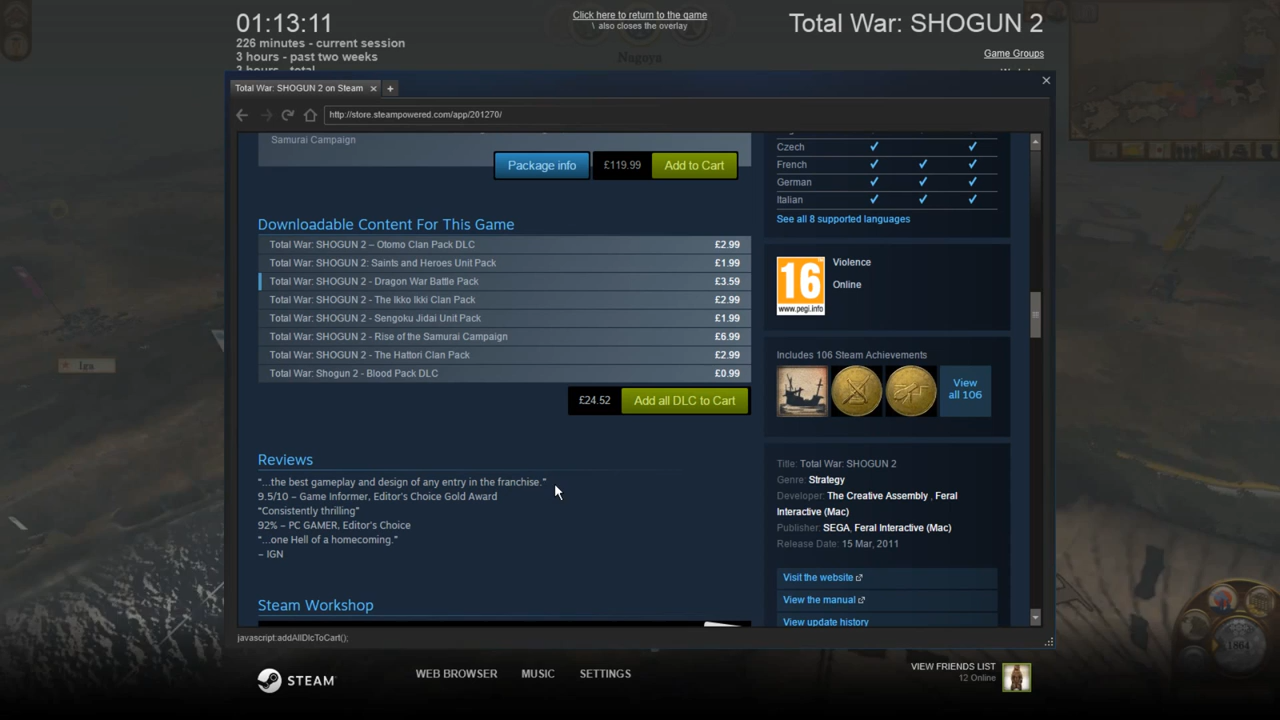 01:13:11
226 minutes - current session
3 hours - past two weeks
3 hours - total
Click here to return to the game
\ also closes the overlay
Nagoya
Total War: SHOGUN 2
Game Groups
Total War: SHOGUN 2 on Steam
http://store.steampowered.com/app/201270/
Samurai Campaign
Package info £119.99 Add to Cart
Downloadable Content For This Game
Total War: SHOGUN 2 – Otomo Clan Pack DLC £2.99
Total War: SHOGUN 2: Saints and Heroes Unit Pack £1.99
Total War: SHOGUN 2 - Dragon War Battle Pack £3.59
Total War: SHOGUN 2 - The Ikko Ikki Clan Pack £2.99
Total War: SHOGUN 2 - Sengoku Jidai Unit Pack £1.99
Total War: SHOGUN 2 - Rise of the Samurai Campaign £6.99
Total War: SHOGUN 2 - The Hattori Clan Pack £2.99
Total War: Shogun 2 - Blood Pack DLC £0.99
£24.52 Add all DLC to Cart
Reviews
“...the best gameplay and design of any entry in the franchise.”
9.5/10 – Game Informer, Editor's Choice Gold Award
“Consistently thrilling”
92% – PC GAMER, Editor's Choice
“...one Hell of a homecoming.”
– IGN
Steam Workshop
Czech
French
German
Italian
See all 8 supported languages
16
www.pegi.info
Violence
Online
Includes 106 Steam Achievements
View
all 106
Title: Total War: SHOGUN 2
Genre: Strategy
Developer: The Creative Assembly , Feral
Interactive (Mac)
Publisher: SEGA, Feral Interactive (Mac)
Release Date: 15 Mar, 2011
Visit the website
View the manual
View update history
javascript:addAllDlcToCart();
STEAM
WEB BROWSER MUSIC SETTINGS
VIEW FRIENDS LIST
12 Online
1864